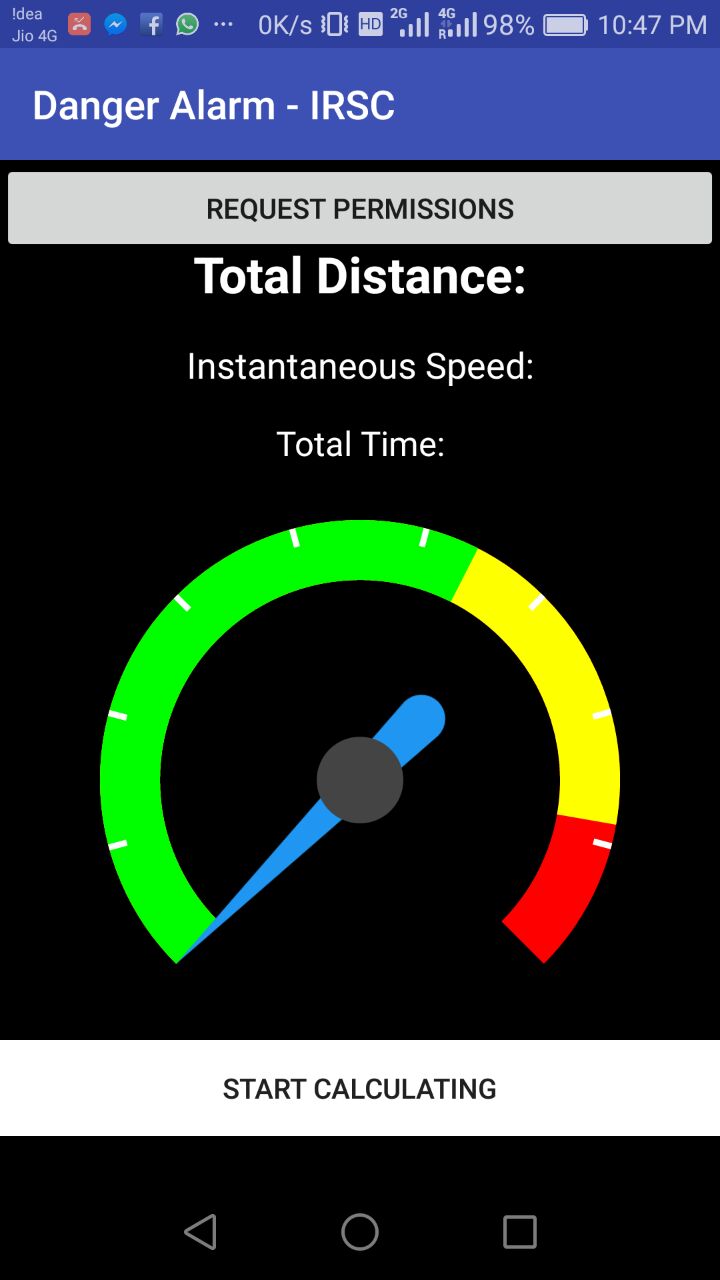 !dea
Jio 4G
0K/s HD 2G 4G R 98% 10:47 PM
Danger Alarm - IRSC
REQUEST PERMISSIONS
Total Distance:
Instantaneous Speed:
Total Time:
START CALCULATING